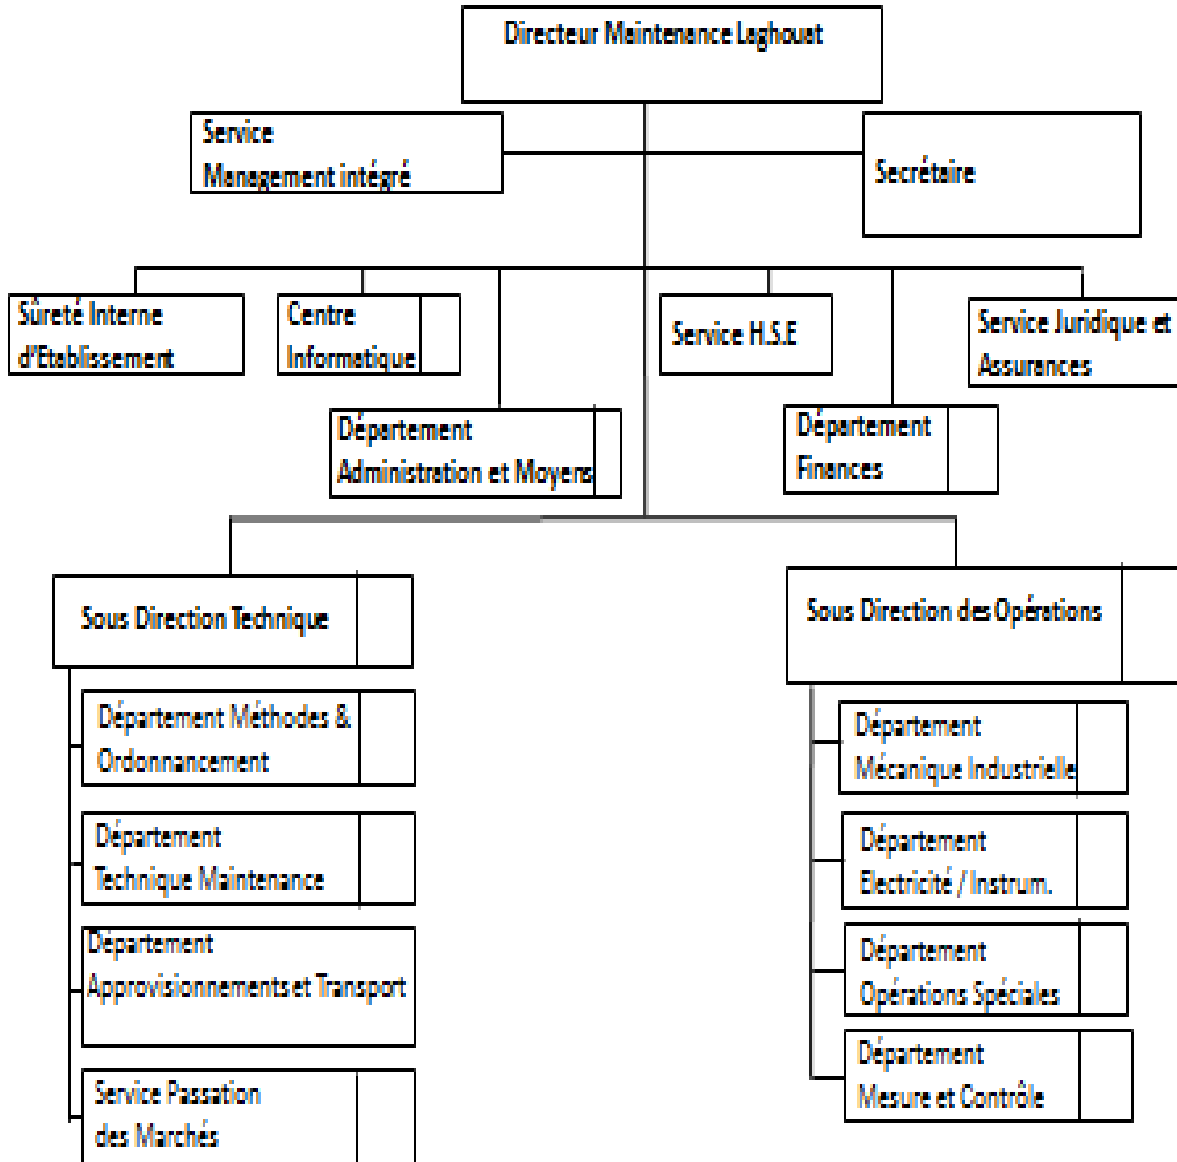 Directeur Maintenance Laghouat
Service
Management intégré
Secrétaire
Sûreté Interne
d'Etablissement
Centre
Informatique
Service H.S.E
Service Juridique et
Assurances
Département
Administration et Moyens
Département
Finances
Sous Direction Technique
Sous Direction des Opérations
Département Méthodes &
Ordonnancement
Département
Technique Maintenance
Département
Approvisionnements et Transport
Service Passation
des Marchés
Département
Mécanique Industrielle
Département
Electricité / Instrum.
Département
Opérations Spéciales
Département
Mesure et Contrôle